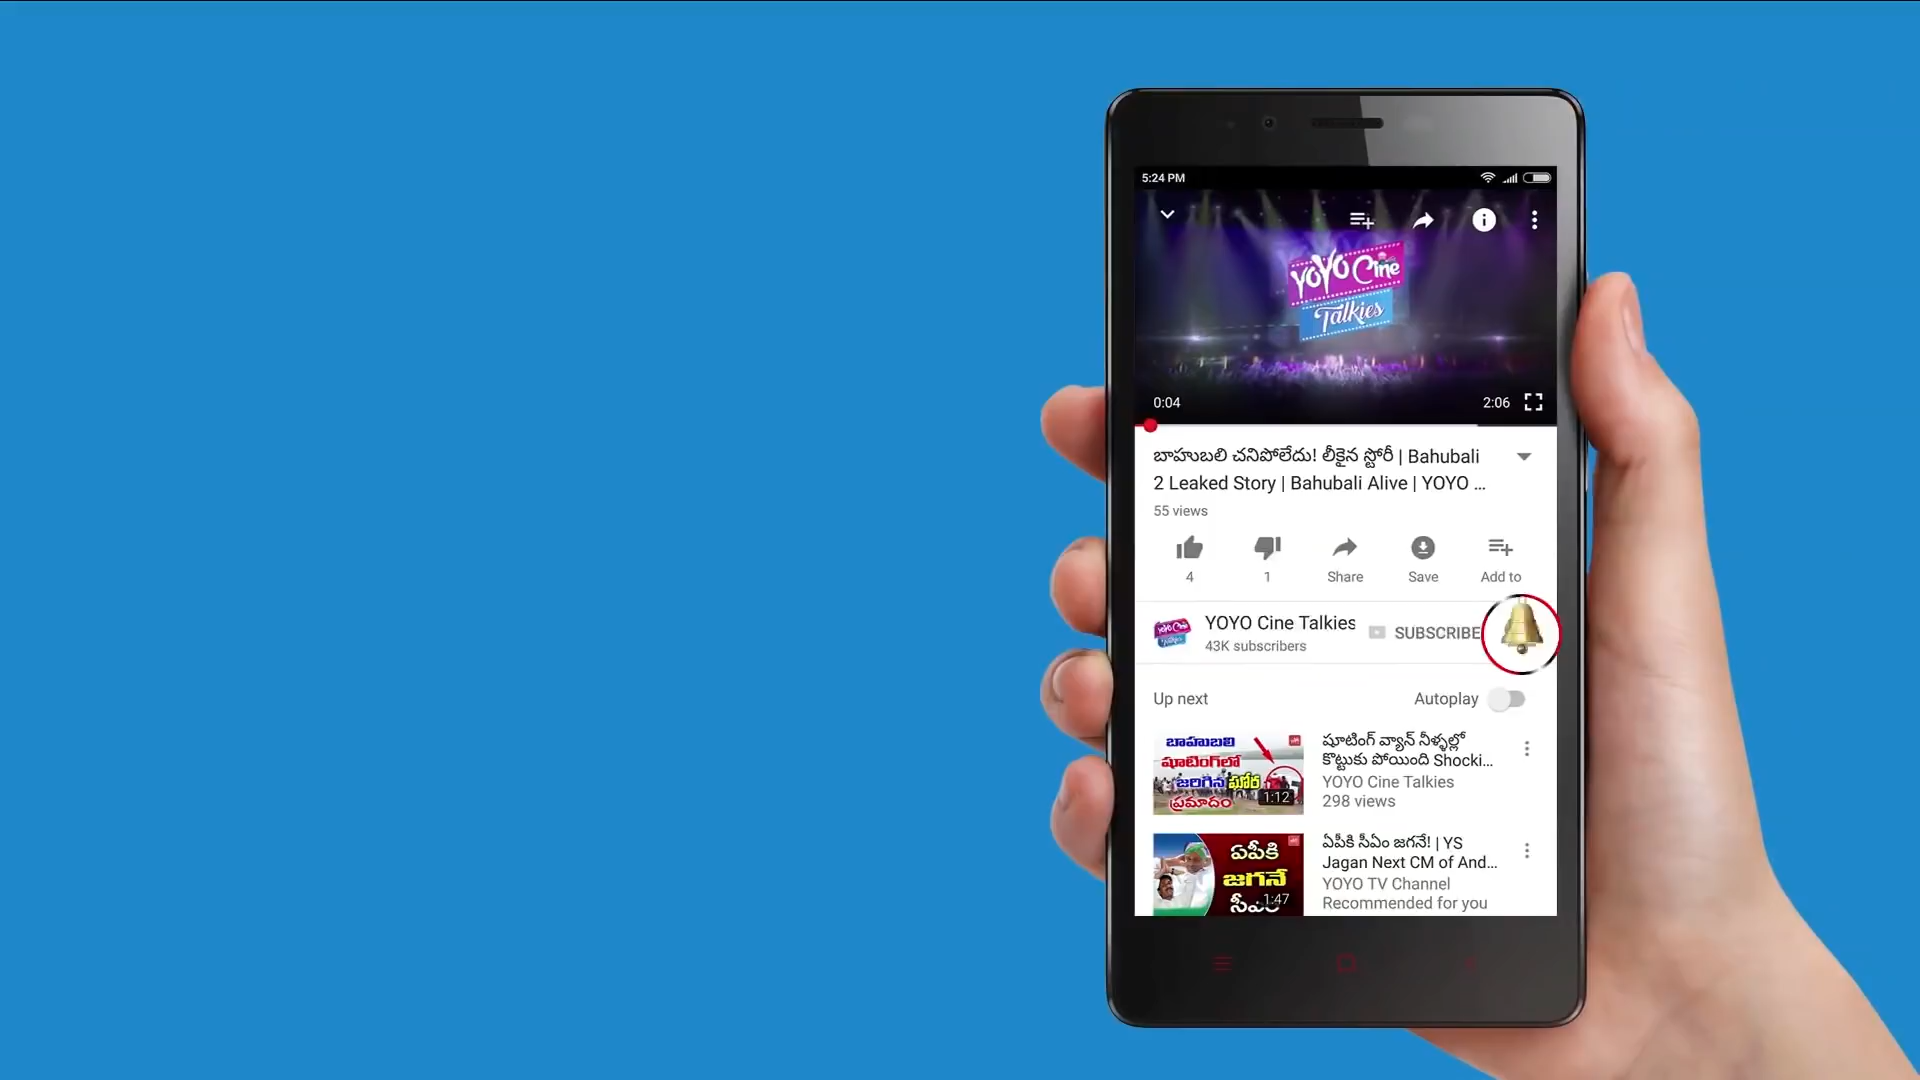 5:24 PM
YOYO Cine
Talkies
0:04
2:06
బాహుబలి చనిపోలేదు! లీకైన స్టోరీ | Bahubali
2 Leaked Story | Bahubali Alive | YOYO ...
55 views
4
1
Share
Save
Add to
YOYO Cine Talkies
43K subscribers
SUBSCRIBE
YOYO Cine
Talkies
Up next
Autoplay
బాహుబలి
షూటింగ్‌లో
జరిగిన ఘోర
ప్రమాదం
1:12
షూటింగ్ వ్యాన్ నీళ్ళల్లో
కొట్టుకు పోయింది Shocki...
YOYO Cine Talkies
298 views
ఏపీకి
జగనే
సీఎం
1:47
ఏపీకి సీఎం జగనే! | YS
Jagan Next CM of And...
YOYO TV Channel
Recommended for you